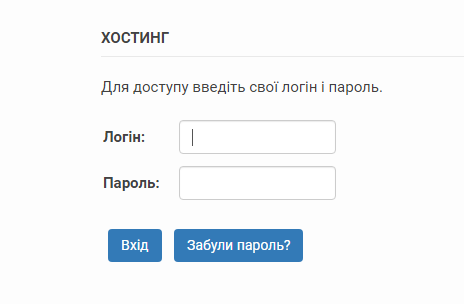 ХОСТИНГ
Для доступу введіть свої логін і пароль.
Логін:
Пароль:
Вхід Забули пароль?